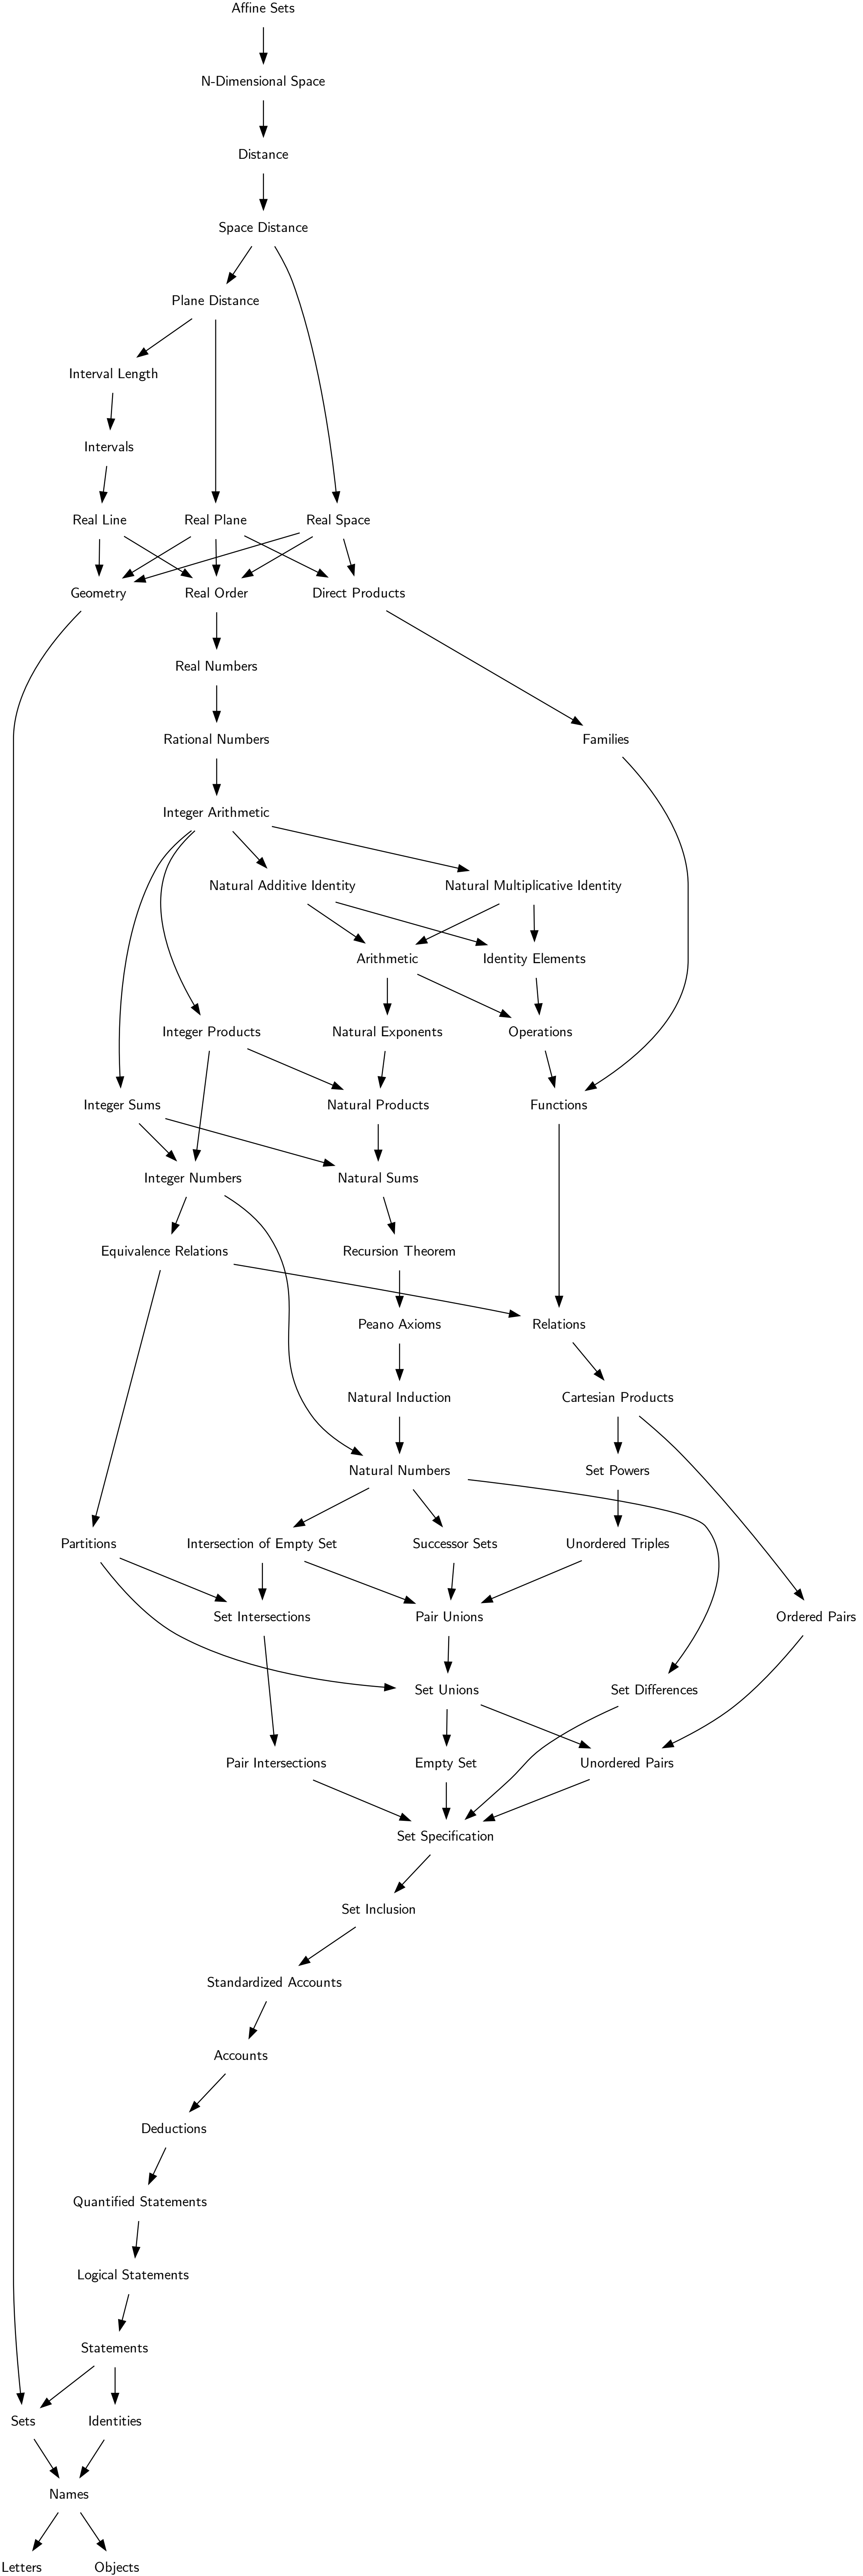 Affine Sets
N-Dimensional Space
Distance
Space Distance
Plane Distance
Interval Length
Intervals
Real Line
Real Plane
Real Space
Geometry
Real Order
Direct Products
Real Numbers
Rational Numbers
Families
Integer Arithmetic
Natural Additive Identity
Natural Multiplicative Identity
Arithmetic
Identity Elements
Integer Products
Natural Exponents
Operations
Integer Sums
Natural Products
Functions
Integer Numbers
Natural Sums
Equivalence Relations
Recursion Theorem
Peano Axioms
Relations
Natural Induction
Cartesian Products
Natural Numbers
Set Powers
Partitions
Intersection of Empty Set
Successor Sets
Unordered Triples
Set Intersections
Pair Unions
Ordered Pairs
Set Unions
Set Differences
Pair Intersections
Empty Set
Unordered Pairs
Set Specification
Set Inclusion
Standardized Accounts
Accounts
Deductions
Quantified Statements
Logical Statements
Statements
Sets
Identities
Names
Letters
Objects